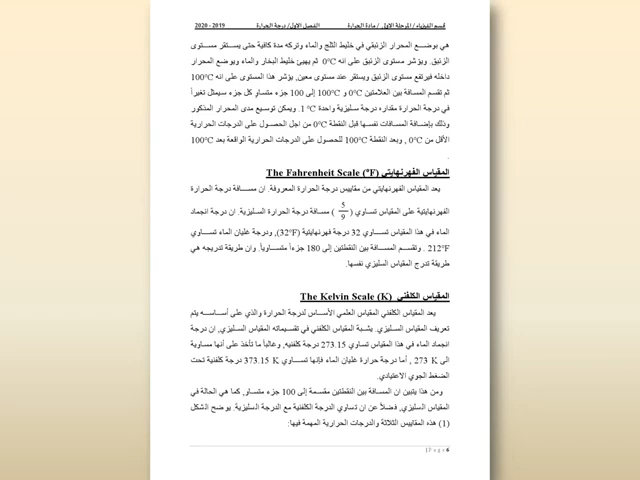 قسم الفيزياء / المرحلة الاولى / مادة الحرارة الفصل الاول/ درجة الحرارة 2019 - 2020
هي بوضع المحرار الزئبقي في خليط الثلج والماء وتركه مدة كافية حتى يستقر مستوى
الزئبق. ويؤشر مستوى الزئبق على انه 0°C ثم يهيئ خليط البخار والماء ويوضع المحرار
داخله فيرتفع مستوى الزئبق ويستقر عند مستوى معين, يؤشر هذا المستوى على انه 100°C
ثم تقسم المسافة بين العلامتين 0°C و 100°C إلى 100 جزء متساوٍ كل جزء سيمثل تغيراً
في درجة الحرارة مقداره درجة سليزية واحدة 1 °C. ويمكن توسيع مدى المحرار المذكور
وذلك بإضافة المسافات نفسها قبل النقطة 0°C من اجل الحصول على الدرجات الحرارية
الأقل من 0°C , وبعد النقطة 100°C للحصول على الدرجات الحرارية الواقعة بعد 100°C
.
المقياس الفهرنهايتي The Fahrenheit Scale (°F)
يعد المقياس الفهرنهايتي من مقاييس درجة الحرارة المعروفة. ان مسافة درجة الحرارة
الفهرنهايتية على المقياس تساوي ( 5/9 ) مسافة درجة الحرارة السليزية. ان درجة انجماد
الماء في هذا المقياس تساوي 32 درجة فهرنهايتية (32°F), ودرجة غليان الماء تساوي
212°F . وتقسم المسافة بين النقطتين إلى 180 جزءاً متساوياً. وان طريقة تدريجه هي
طريقة تدرج المقياس السليزي نفسها.
المقياس الكلفني The Kelvin Scale (K)
يعد المقياس الكلفني المقياس العلمي الأساس لدرجة الحرارة والذي على أساسه يتم
تعريف المقياس السليزي. يشبة المقياس الكلفني في تقسيماته المقياس السليزي, ان درجة
انجماد الماء في هذا المقياس تساوي 273.15 درجة كلفنيه, وغالباً ما تأخذ على أنها مساوية
الى 273 K , أما درجة حرارة غليان الماء فإنها تساوي 373.15 K درجة كلفنية تحت
الضغط الجوي الاعتيادي.
ومن هذا يتبين ان المسافة بين النقطتين مقسمة إلى 100 جزء متساو, كما هي الحالة في
المقياس السليزي, فضلاً عن ان تساوي الدرجة الكلفنية مع الدرجة السليزية. يوضح الشكل
(1) هذه المقاييس الثلاثة والدرجات الحرارية المهمة فيها:
6 | P a g e